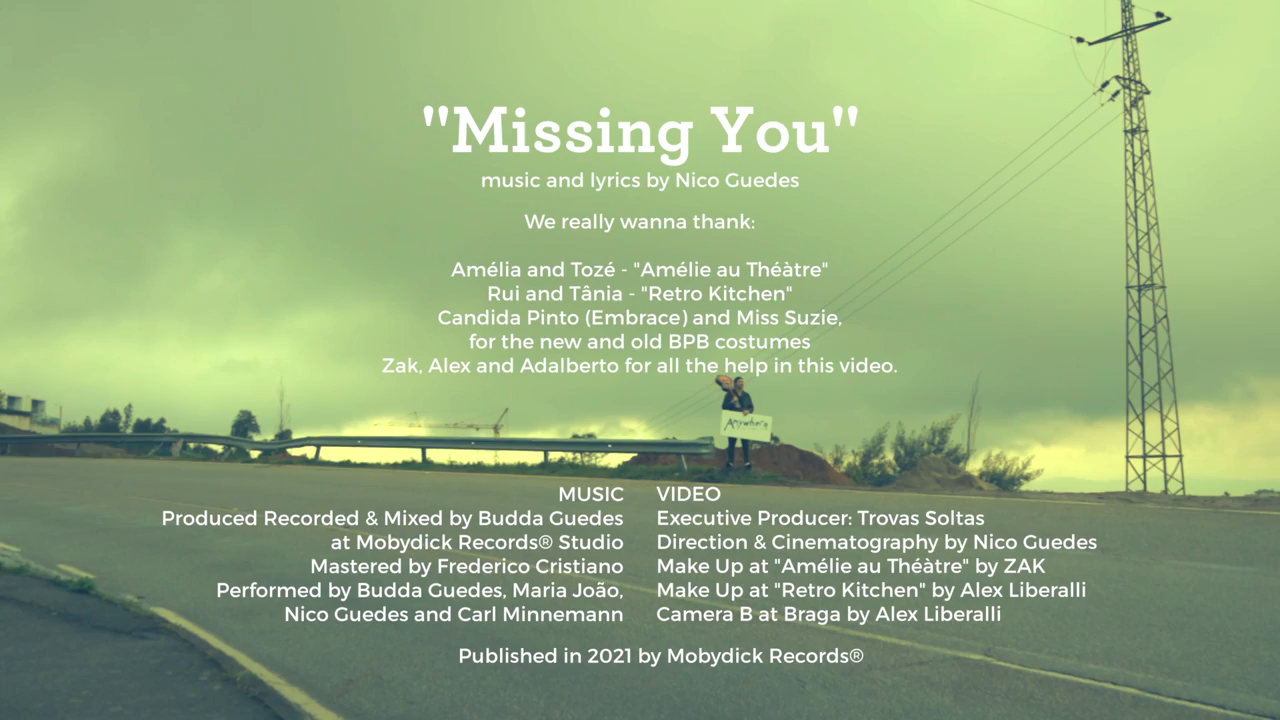 "Missing You"
music and lyrics by Nico Guedes
We really wanna thank:
Amélia and Tozé - "Amélie au Théàtre"
Rui and Tânia - "Retro Kitchen"
Candida Pinto (Embrace) and Miss Suzie,
for the new and old BPB costumes
Zak, Alex and Adalberto for all the help in this video.
Anywhere
MUSIC
Produced Recorded & Mixed by Budda Guedes
at Mobydick Records® Studio
Mastered by Frederico Cristiano
Performed by Budda Guedes, Maria João,
Nico Guedes and Carl Minnemann
VIDEO
Executive Producer: Trovas Soltas
Direction & Cinematography by Nico Guedes
Make Up at "Amélie au Théàtre" by ZAK
Make Up at "Retro Kitchen" by Alex Liberalli
Camera B at Braga by Alex Liberalli
Published in 2021 by Mobydick Records®